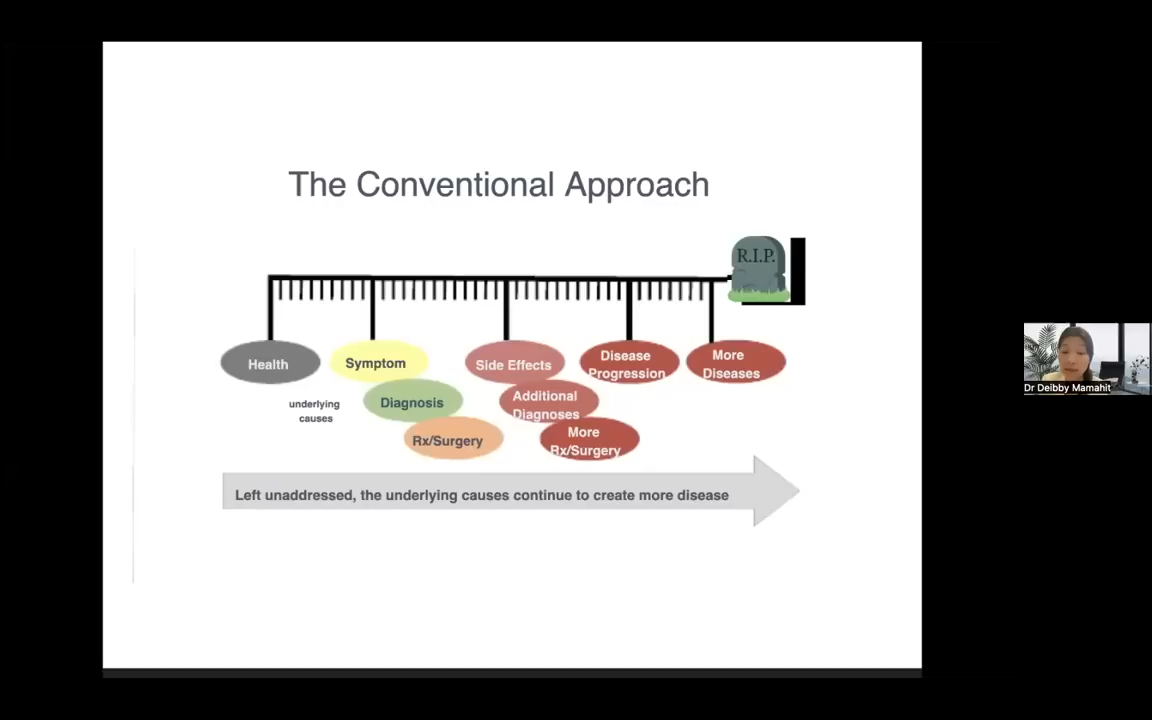 The Conventional Approach
R.I.P.
Health
Symptom
Side Effects
Disease
Progression
More
Diseases
underlying
causes
Diagnosis
Additional
Diagnoses
Rx/Surgery
More
Rx/Surgery
Left unaddressed, the underlying causes continue to create more disease
Dr Deibby Mamahit